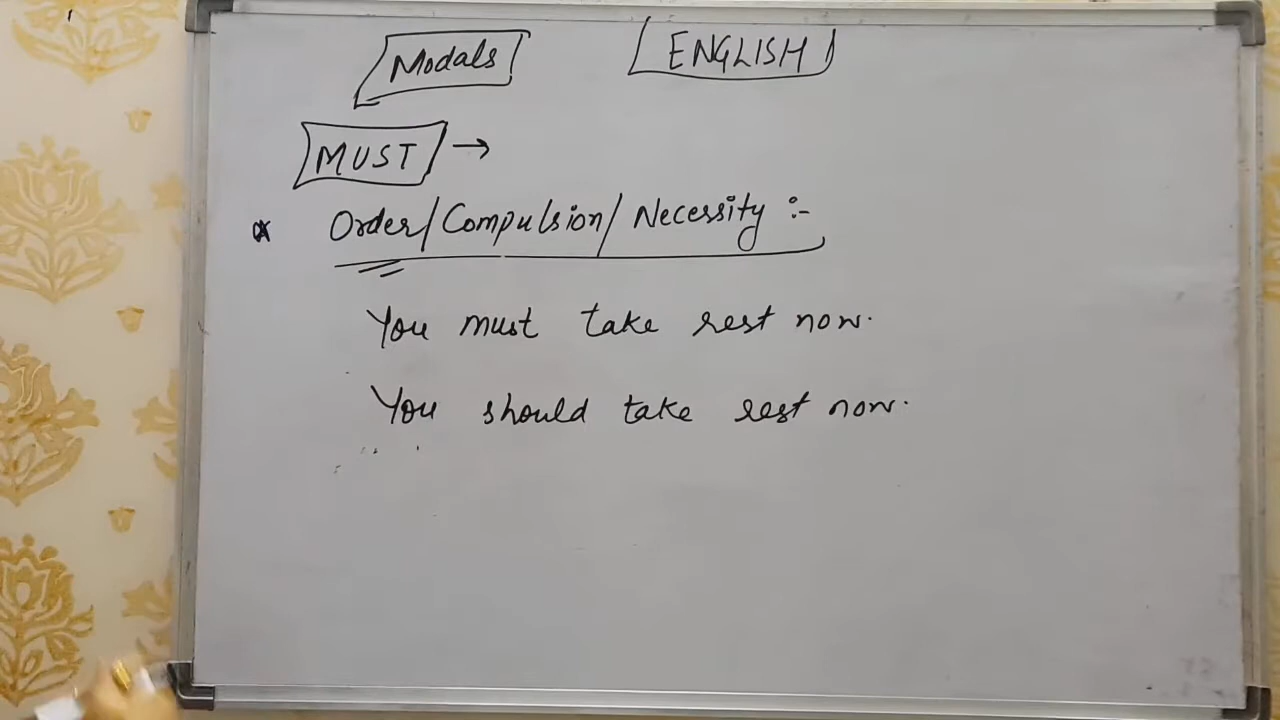 Modals ENGLISH
MUST →
* Order/Compulsion/Necessity :-
You must take rest now.
You should take rest now.